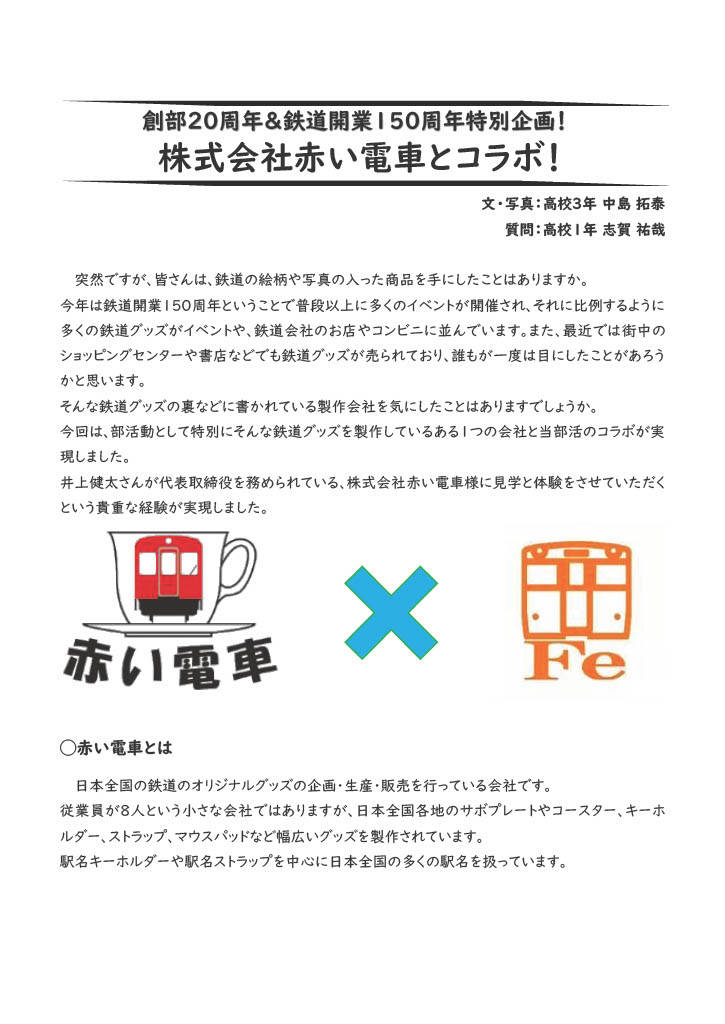 創部20周年&鉄道開業150周年特別企画!
株式会社赤い電車とコラボ!
文・写真:高校3年 中島 拓泰
質問:高校1年 志賀 祐哉
突然ですが、皆さんは、鉄道の絵柄や写真の入った商品を手にしたことはありますか。
今年は鉄道開業150周年ということで普段以上に多くのイベントが開催され、それに比例するように
多くの鉄道グッズがイベントや、鉄道会社のお店やコンビニに並んでいます。また、最近では街中の
ショッピングセンターや書店などでも鉄道グッズが売られており、誰もが一度は目にしたことがあろう
かと思います。
そんな鉄道グッズの裏などに書かれている製作会社を気にしたことはありますでしょうか。
今回は、部活動として特別にそんな鉄道グッズを製作しているある1つの会社と当部活のコラボが実
現しました。
井上健太さんが代表取締役を務められている、株式会社赤い電車様に見学と体験をさせていただく
という貴重な経験が実現しました。
赤い電車
Fe
○赤い電車とは
日本全国の鉄道のオリジナルグッズの企画・生産・販売を行っている会社です。
従業員が8人という小さな会社ではありますが、日本全国各地のサボプレートやコースター、キーホ
ルダー、ストラップ、マウスパッドなど幅広いグッズを製作されています。
駅名キーホルダーや駅名ストラップを中心に日本全国の多くの駅名を扱っています。